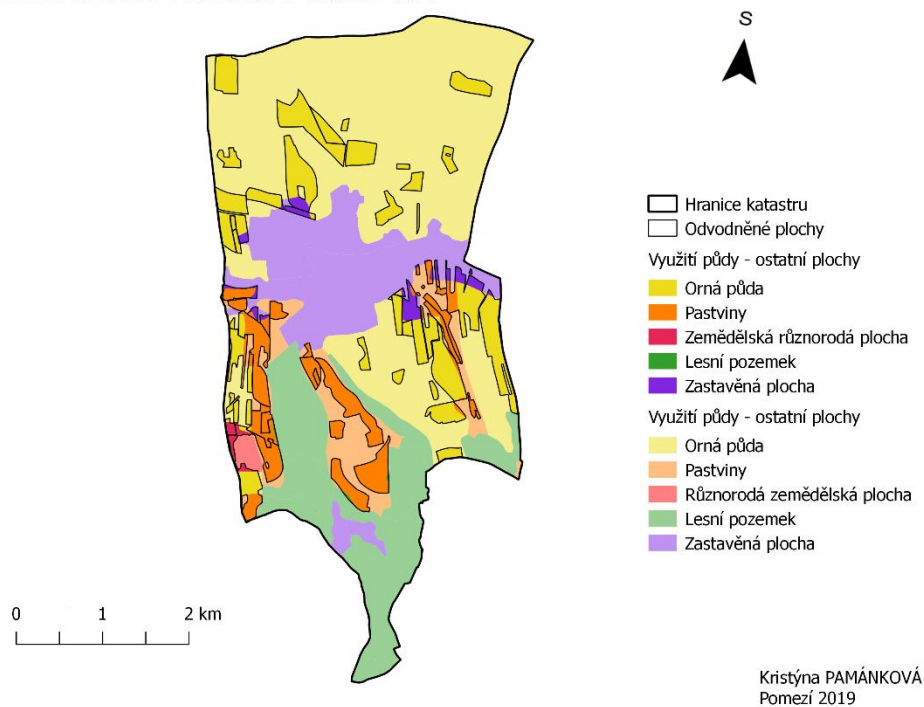 S
Hranice katastru
Odvodněné plochy
Využití půdy - ostatní plochy
Orná půda
Pastviny
Zemědělská různorodá plocha
Lesní pozemek
Zastavěná plocha
Využití půdy - ostatní plochy
Orná půda
Pastviny
Různorodá zemědělská plocha
Lesní pozemek
Zastavěná plocha
0 1 2 km
Kristýna PAMÁNKOVÁ
Pomezí 2019